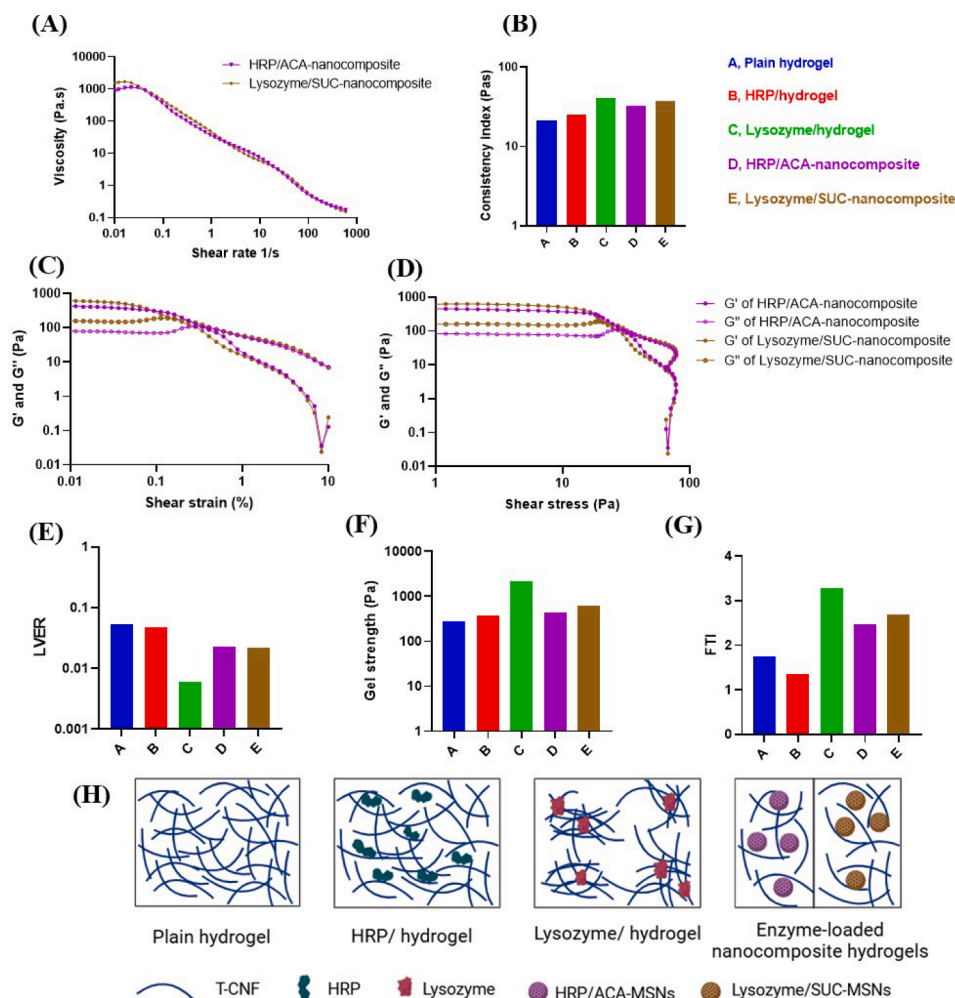 (A)
Viscosity (Pa.s)
10000
1000
100
10
1
0.1
0.01
0.1
1
10
100
1000
Shear rate 1/s
HRP/ACA-nanocomposite
Lysozyme/SUC-nanocomposite
(B)
Consistency Index (Pas)
100
10
1
A
B
C
D
E
A, Plain hydrogel
B, HRP/hydrogel
C, Lysozyme/hydrogel
D, HRP/ACA-nanocomposite
E, Lysozyme/SUC-nanocomposite
(C)
G' and G'' (Pa)
1000
100
10
1
0.1
0.01
0.01
0.1
1
10
Shear strain (%)
(D)
G' and G'' (Pa)
1000
100
10
1
0.1
0.01
1
10
100
Shear stress (Pa)
G' of HRP/ACA-nanocomposite
G'' of HRP/ACA-nanocomposite
G' of Lysozyme/SUC-nanocomposite
G'' of Lysozyme/SUC-nanocomposite
(E)
LVER
1
0.1
0.01
0.001
A
B
C
D
E
(F)
Gel strength (Pa)
10000
1000
100
10
1
A
B
C
D
E
(G)
FTI
4
3
2
1
0
A
B
C
D
E
(H)
Plain hydrogel
HRP/ hydrogel
Lysozyme/ hydrogel
Enzyme-loaded
nanocomposite hydrogels
T-CNF
HRP
Lysozyme
HRP/ACA-MSNs
Lysozyme/SUC-MSNs